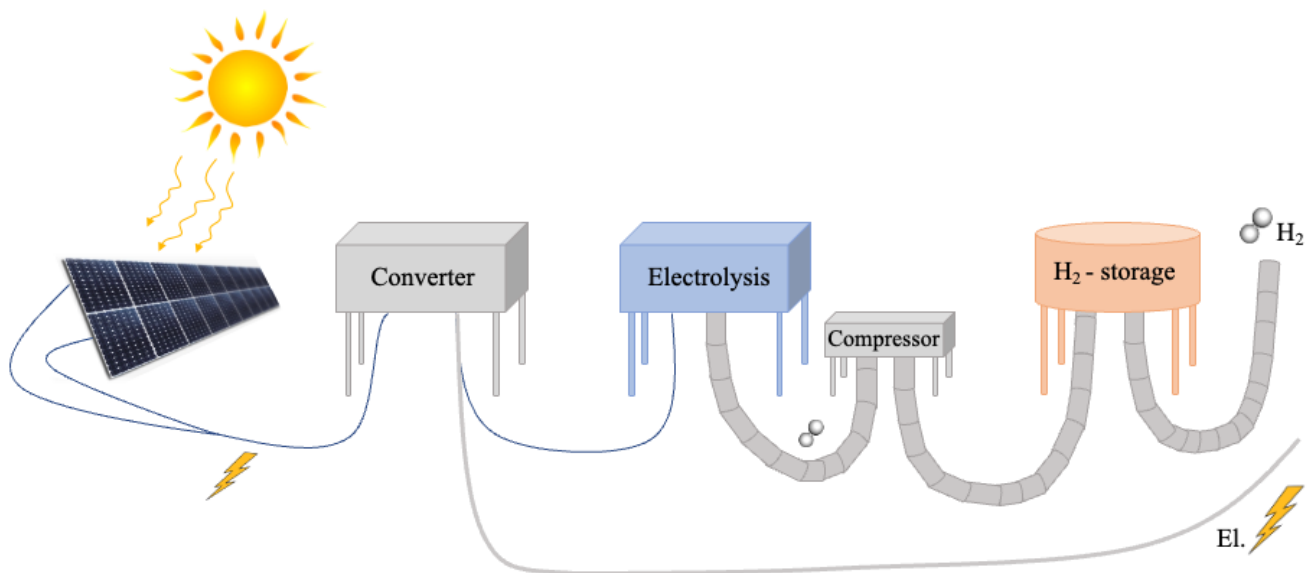 Converter
Electrolysis
Compressor
H₂ - storage
H₂
El.